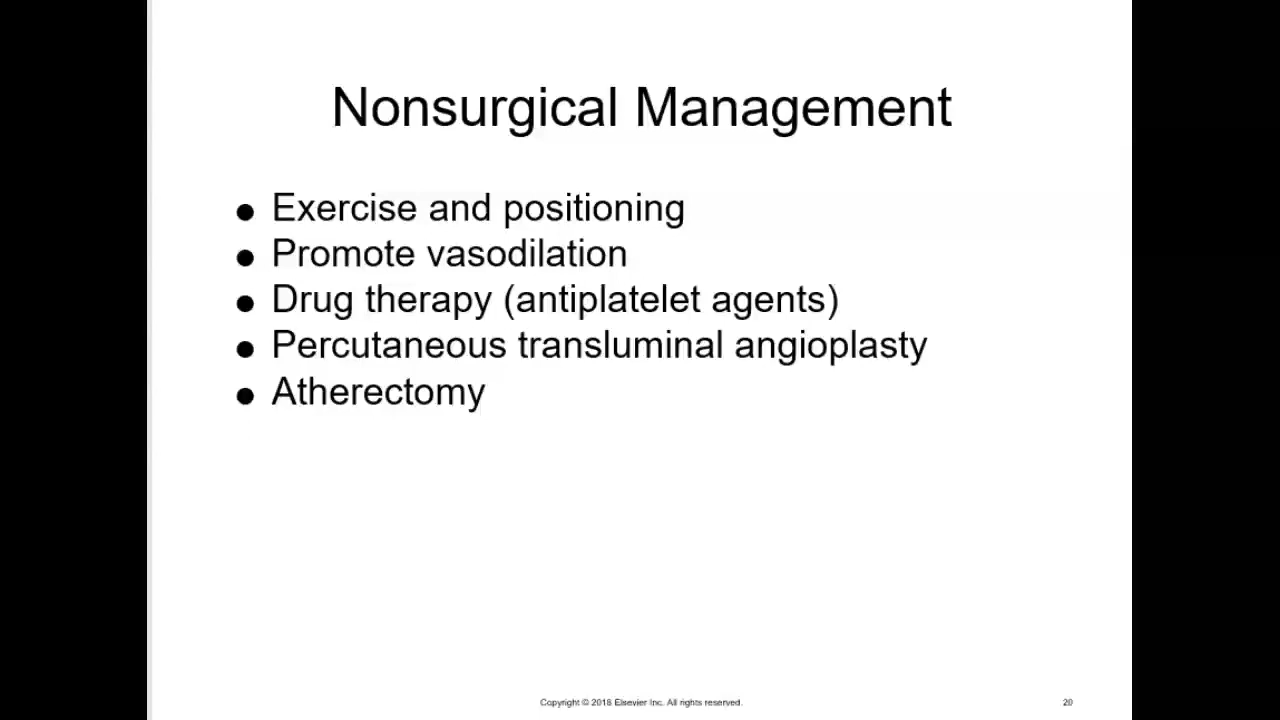 Nonsurgical Management
● Exercise and positioning
● Promote vasodilation
● Drug therapy (antiplatelet agents)
● Percutaneous transluminal angioplasty
● Atherectomy
Copyright © 2018 Elsevier Inc. All rights reserved.
20